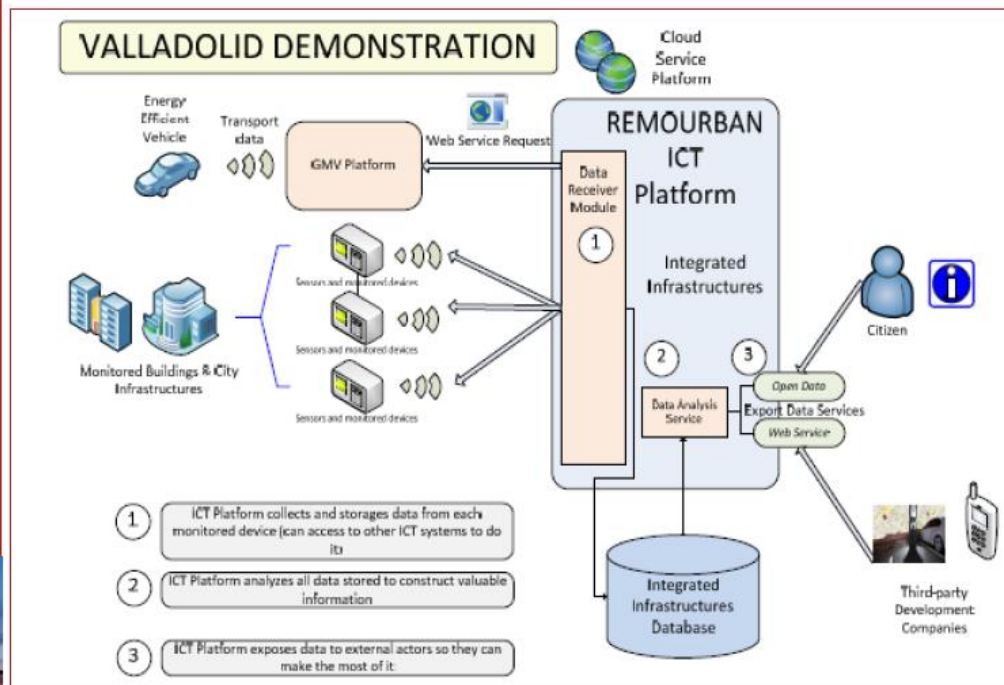 VALLADOLID DEMONSTRATION
Cloud
Service
Platform
Energy
Efficient
Vehicle
Transport
data
GMV Platform
Web Service Request
REMOURBAN
ICT
Platform
Data
Receiver
Module
1
Integrated
Infrastructures
Sensors and monitored devices
Sensors and monitored devices
Sensors and monitored devices
Monitored Buildings & City
Infrastructures
2
3
Data Analysis
Service
Open Data
Export Data Services
Web Service
Citizen
i
Third-party
Development
Companies
Integrated
Infrastructures
Database
1
ICT Platform collects and storages data from each
monitored device (can access to other ICT systems to do
it)
2
ICT Platform analyzes all data stored to construct valuable
information
3
ICT Platform exposes data to external actors so they can
make the most of it